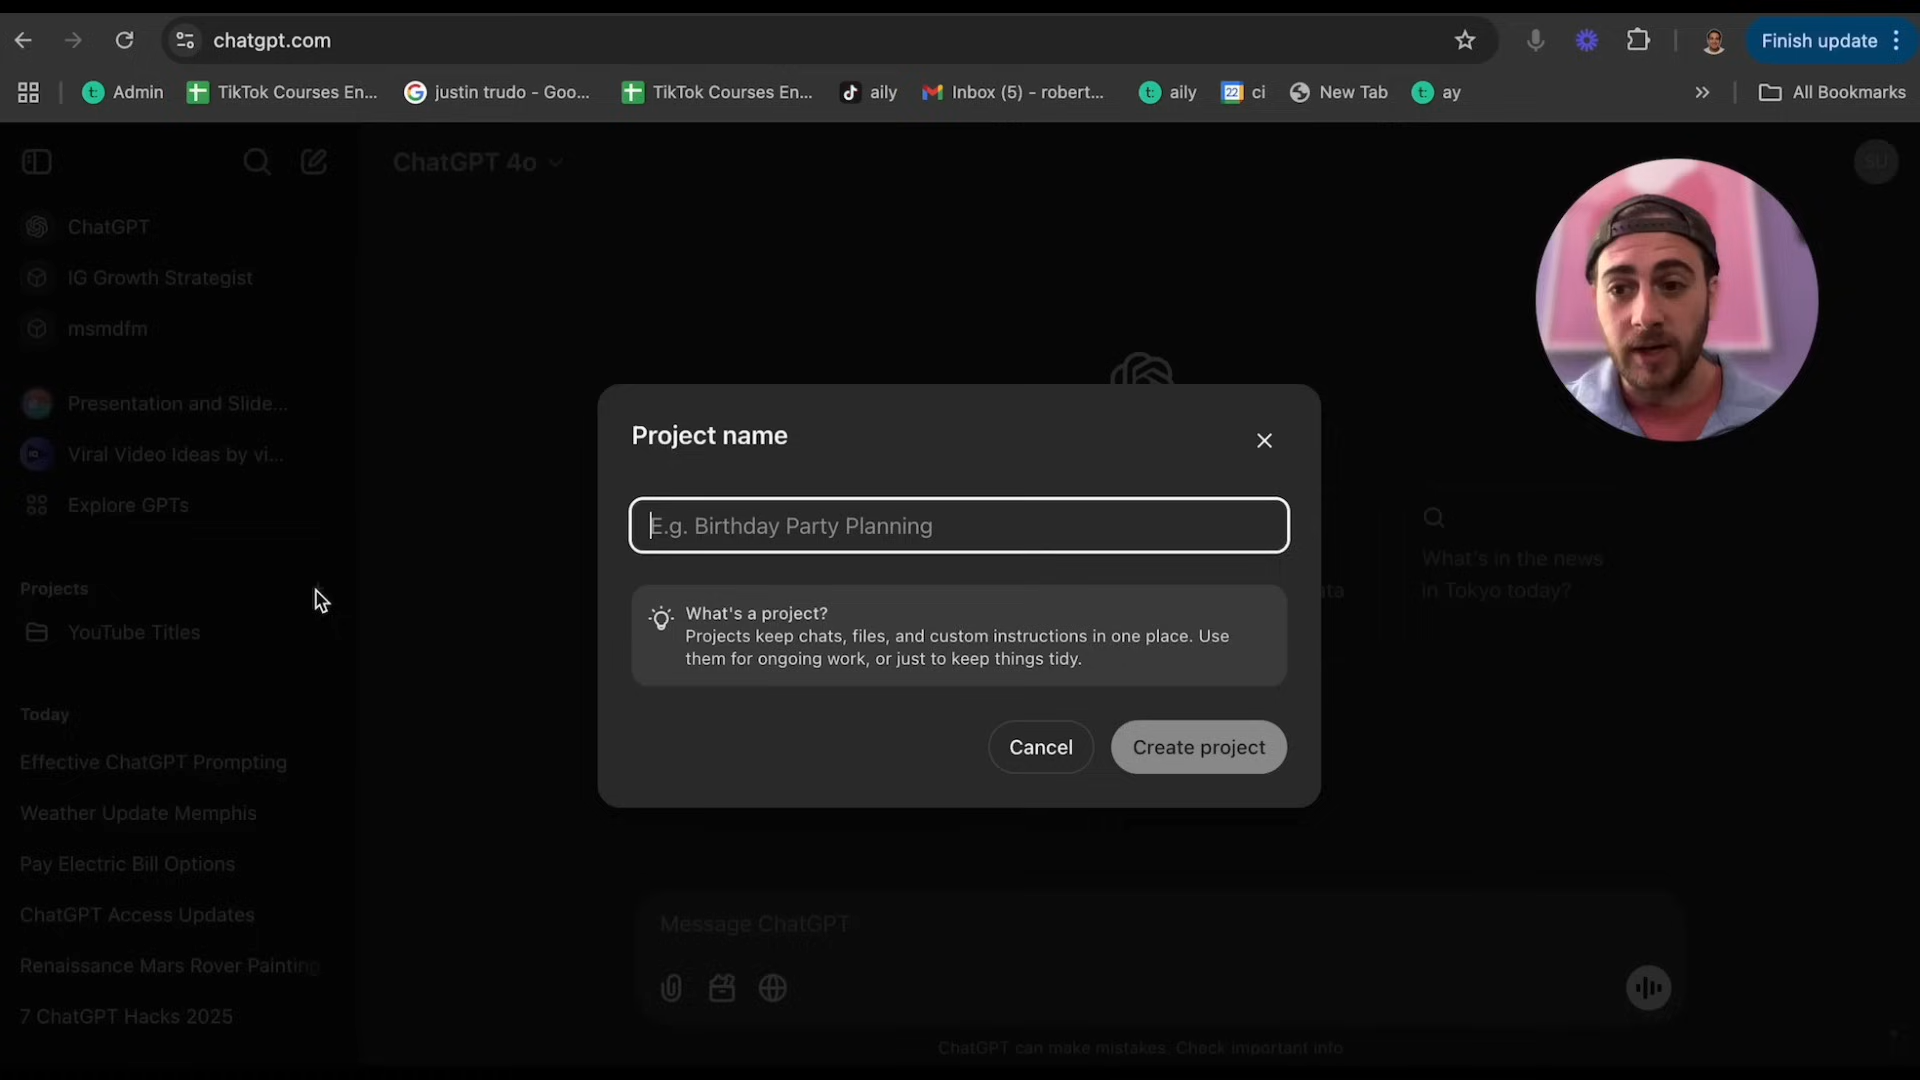 chatgpt.com
Finish update
Admin
TikTok Courses En...
justin trudo - Goo...
TikTok Courses En...
aily
Inbox (5) - robert...
aily
22
ci
New Tab
ay
All Bookmarks
ChatGPT 4o
SU
ChatGPT
IG Growth Strategist
msmdfm
Presentation and Slide...
Viral Video Ideas by vi...
Explore GPTs
Projects
YouTube Titles
Today
Effective ChatGPT Prompting
Weather Update Memphis
Pay Electric Bill Options
ChatGPT Access Updates
Renaissance Mars Rover Painting
7 ChatGPT Hacks 2025
Project name
E.g. Birthday Party Planning
What's a project?
Projects keep chats, files, and custom instructions in one place. Use
them for ongoing work, or just to keep things tidy.
Cancel
Create project
What's in the news
in Tokyo today?
Message ChatGPT
ChatGPT can make mistakes. Check important info.